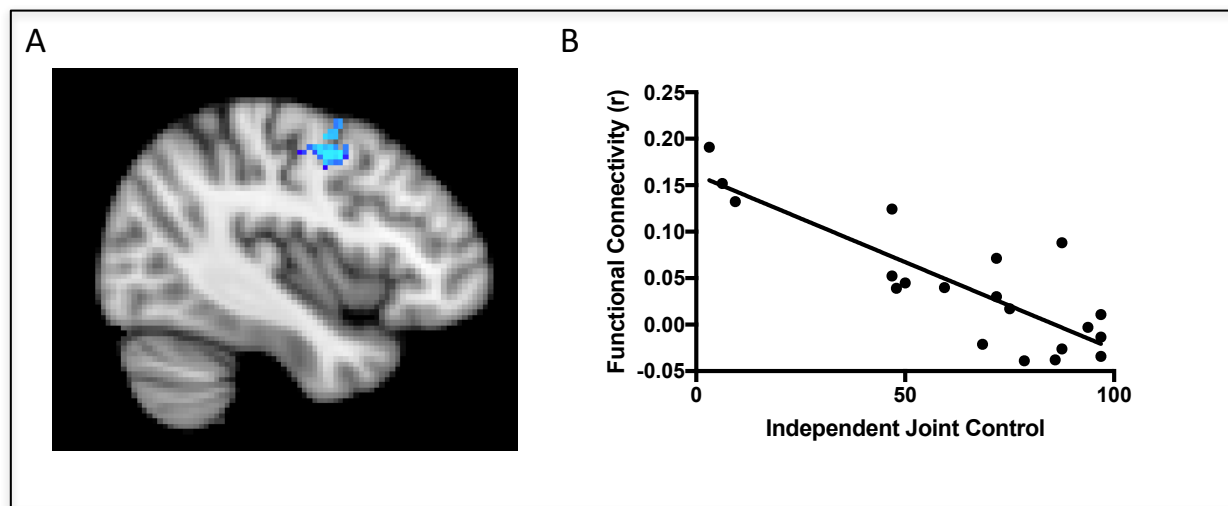 A
B
Functional Connectivity (r)
0.25
0.20
0.15
0.10
0.05
0.00
-0.05
0
50
100
Independent Joint Control